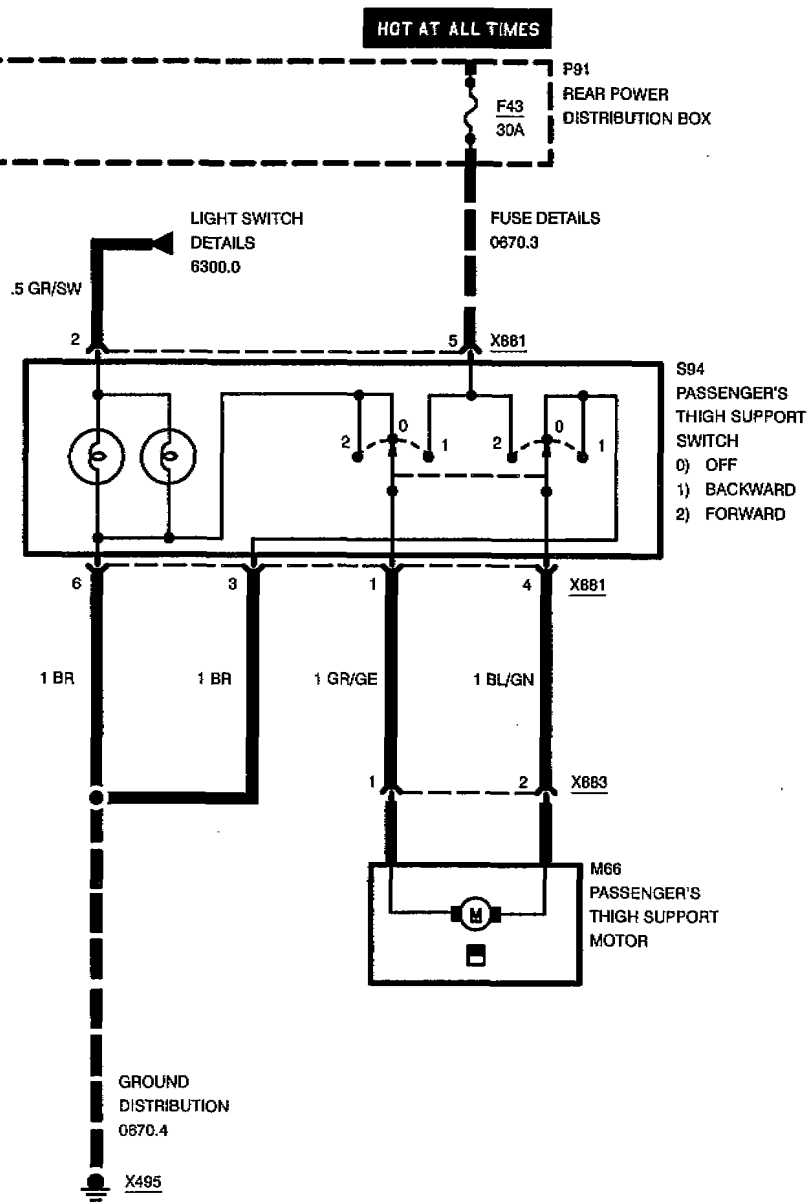 HOT AT ALL TIMES
P91
REAR POWER
DISTRIBUTION BOX
F43
30A
LIGHT SWITCH
DETAILS
6300.0
FUSE DETAILS
0670.3
.5 GR/SW
2
5
X681
S94
PASSENGER'S
THIGH SUPPORT
SWITCH
0) OFF
1) BACKWARD
2) FORWARD
2
0
1
2
0
1
6
3
1
4
X681
1 BR
1 BR
1 GR/GE
1 BL/GN
1
2
X683
M66
PASSENGER'S
THIGH SUPPORT
MOTOR
M
GROUND
DISTRIBUTION
0670.4
X495